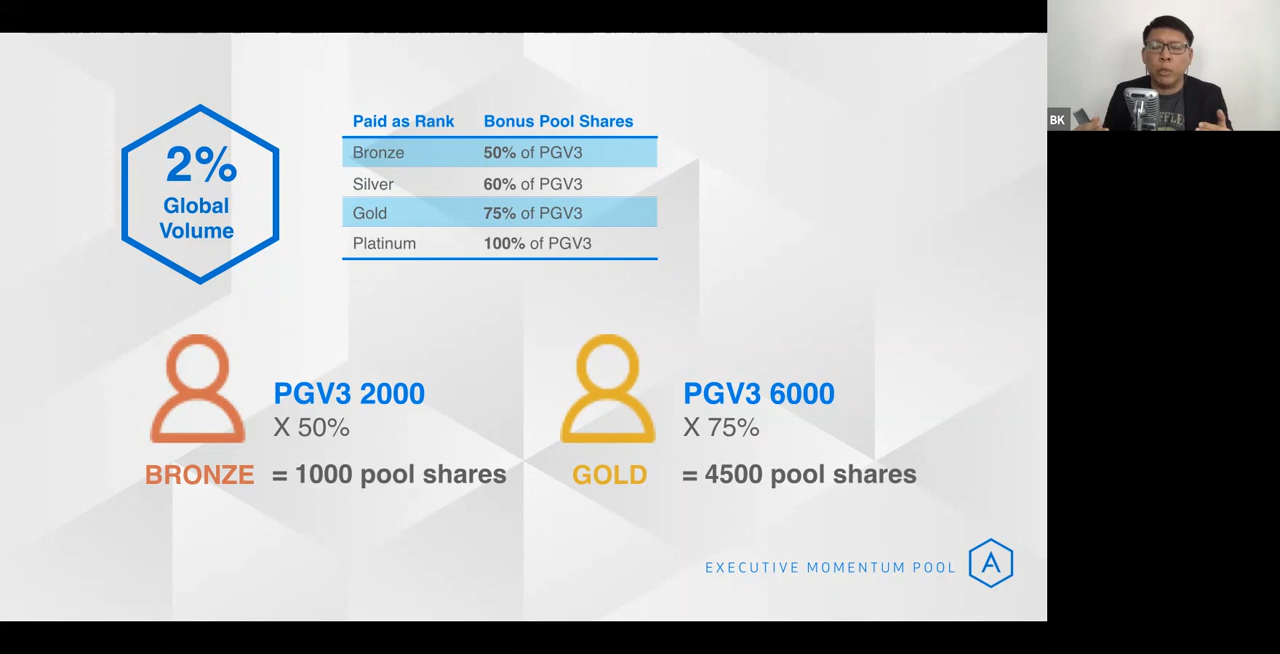 2%
Global
Volume
Paid as Rank Bonus Pool Shares
Bronze 50% of PGV3
Silver 60% of PGV3
Gold 75% of PGV3
Platinum 100% of PGV3
PGV3 2000
X 50%
BRONZE = 1000 pool shares
PGV3 6000
X 75%
GOLD = 4500 pool shares
EXECUTIVE MOMENTUM POOL
A
BK